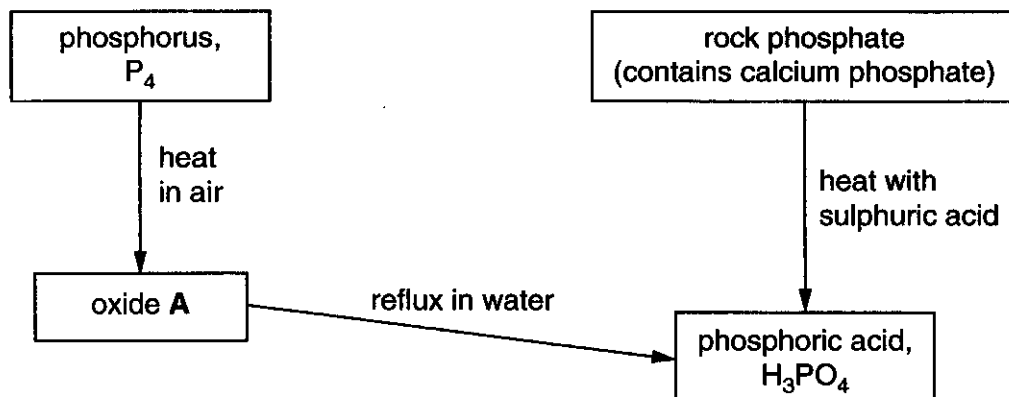 phosphorus,
P₄
rock phosphate
(contains calcium phosphate)
heat
in air
heat with
sulphuric acid
oxide A
reflux in water
phosphoric acid,
H₃PO₄